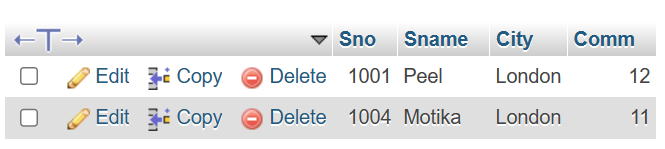 Sno Sname City Comm
Edit Copy Delete 1001 Peel London 12
Edit Copy Delete 1004 Motika London 11